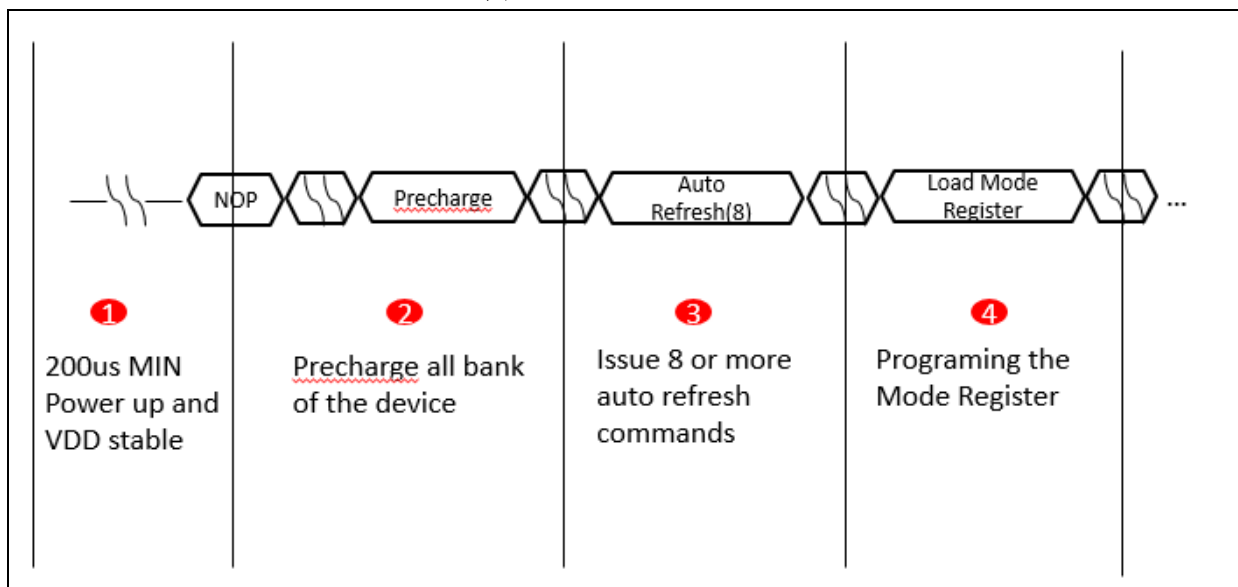 NOP
Precharge
Auto
Refresh(8)
Load Mode
Register
...
1
200us MIN
Power up and
VDD stable
2
Precharge all bank
of the device
3
Issue 8 or more
auto refresh
commands
4
Programing the
Mode Register